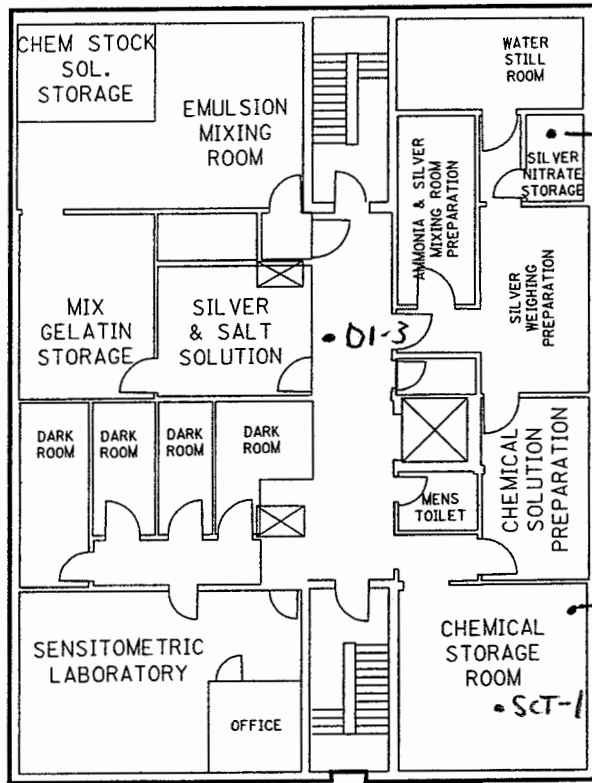 CHEM STOCK
SOL.
STORAGE
EMULSION
MIXING
ROOM
WATER
STILL
ROOM
SILVER
NITRATE
STORAGE
AMMONIA & SILVER
MIXING ROOM
PREPARATION
MIX
GELATIN
STORAGE
SILVER
& SALT
SOLUTION
• DI-3
SILVER
WEIGHING
PREPARATION
DARK
ROOM
DARK
ROOM
DARK
ROOM
DARK
ROOM
MENS
TOILET
CHEMICAL
SOLUTION
PREPARATION
SENSITOMETRIC
LABORATORY
OFFICE
CHEMICAL
STORAGE
ROOM
• SCT-1